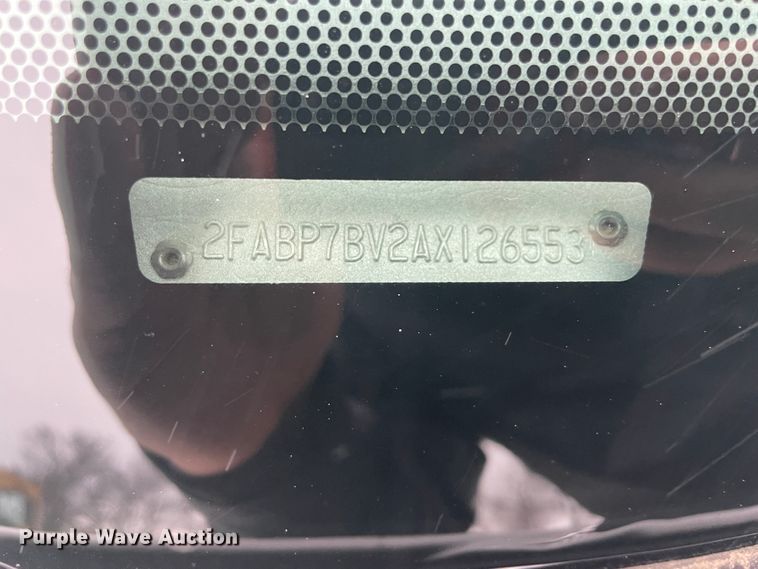 2FABP7BV2AX126553
Purple Wave Auction